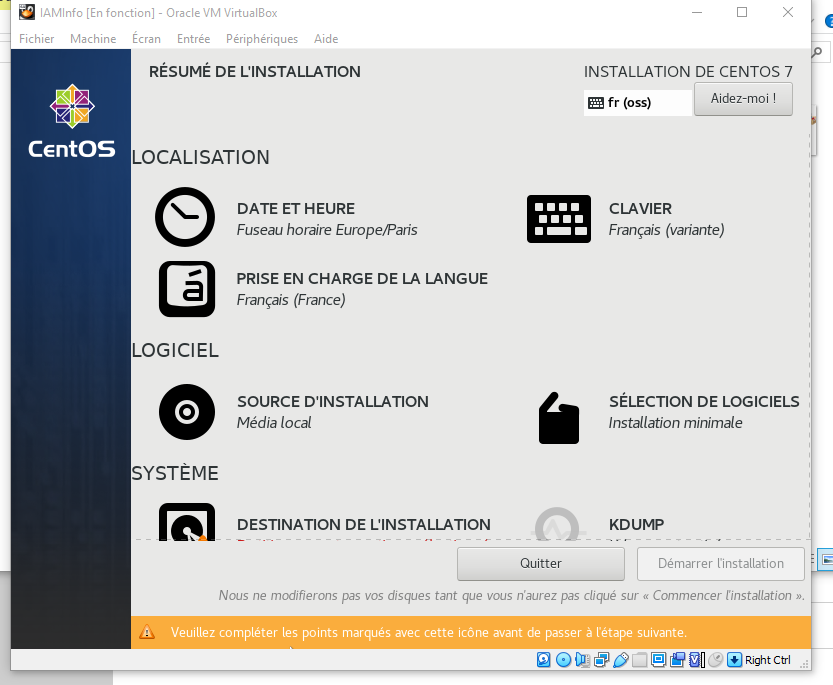 IAMInfo [En fonction] - Oracle VM VirtualBox
Fichier Machine Écran Entrée Périphériques Aide
RÉSUMÉ DE L'INSTALLATION
INSTALLATION DE CENTOS 7
fr (oss)
Aidez-moi !
CentOS
LOCALISATION
DATE ET HEURE
Fuseau horaire Europe/Paris
CLAVIER
Français (variante)
PRISE EN CHARGE DE LA LANGUE
Français (France)
LOGICIEL
SOURCE D'INSTALLATION
Média local
SÉLECTION DE LOGICIELS
Installation minimale
SYSTÈME
DESTINATION DE L'INSTALLATION
KDUMP
Quitter
Démarrer l'installation
Nous ne modifierons pas vos disques tant que vous n'aurez pas cliqué sur « Commencer l'installation ».
Veuillez compléter les points marqués avec cette icône avant de passer à l'étape suivante.
Right Ctrl